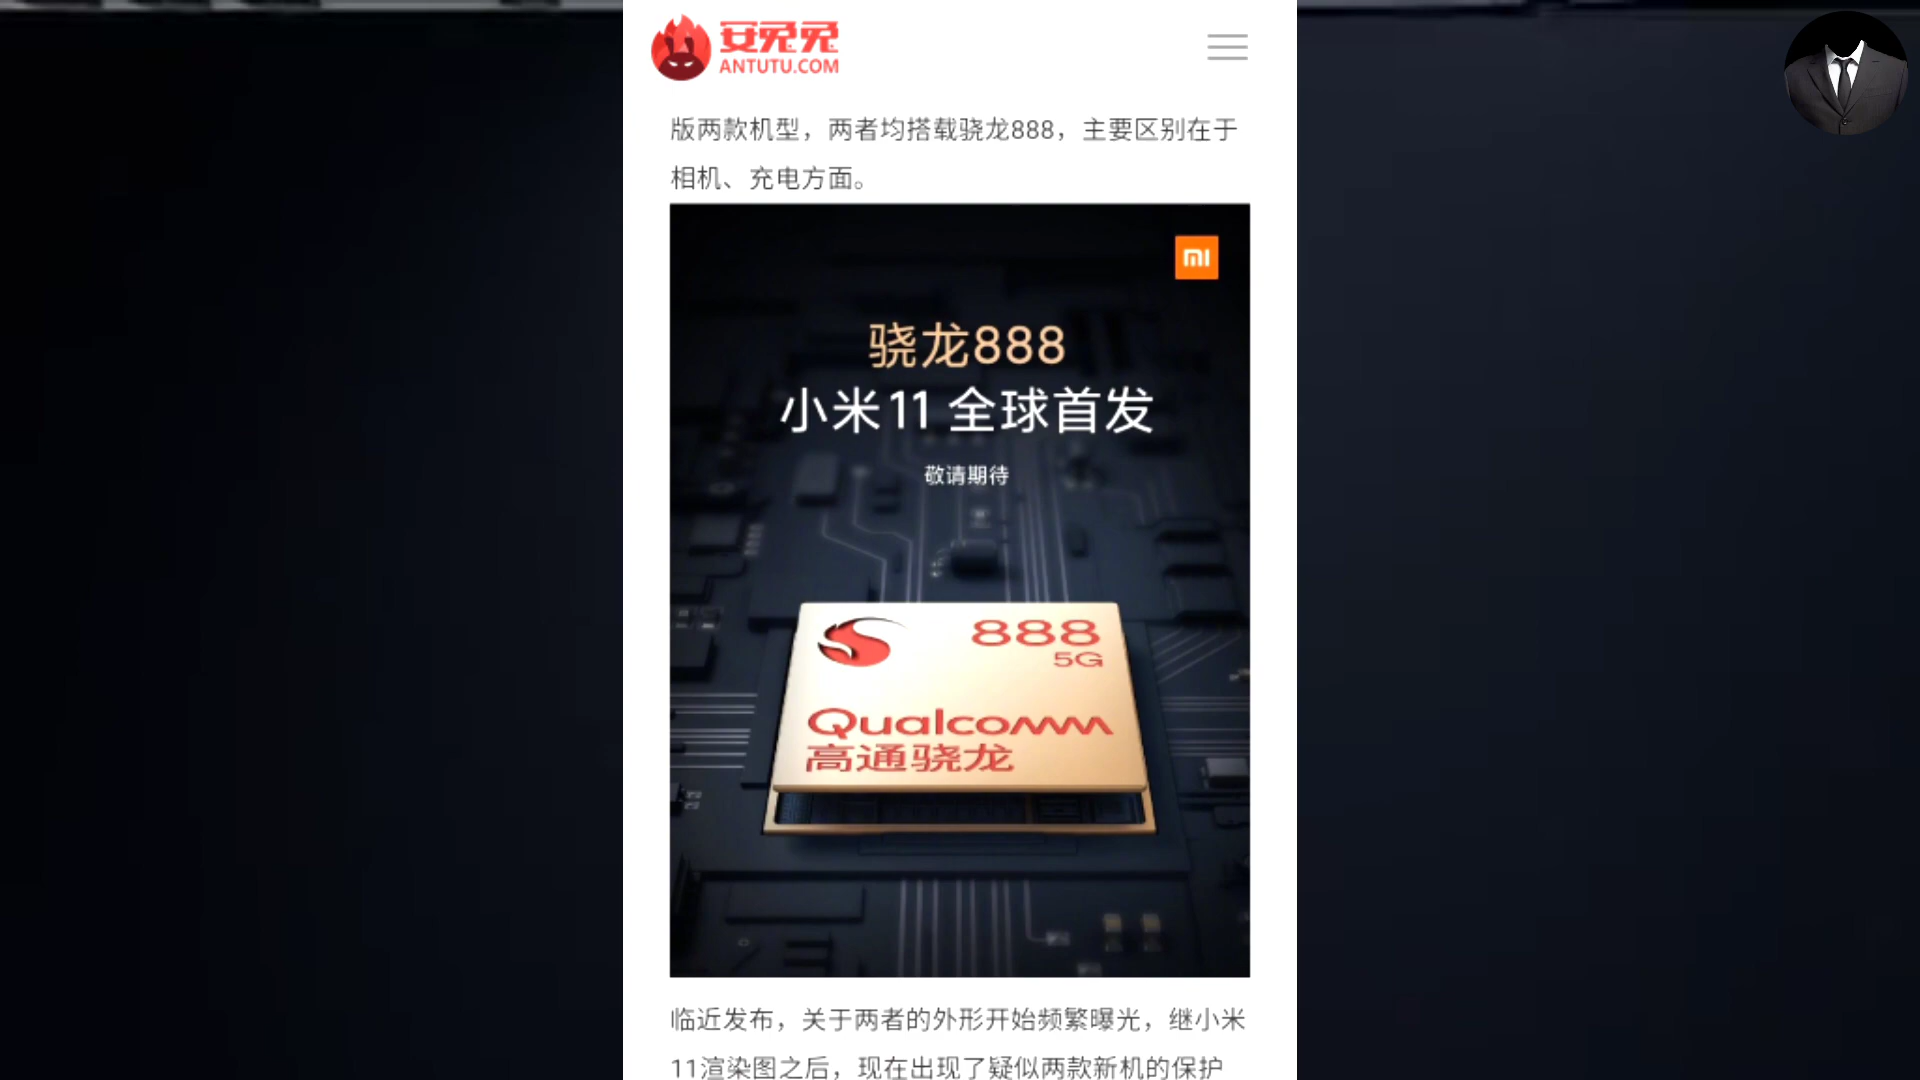 安兔兔
ANTUTU.COM
版两款机型，两者均搭载骁龙888，主要区别在于
相机、充电方面。
mi
骁龙888
小米11 全球首发
敬请期待
888
5G
Qualcomm
高通骁龙
临近发布，关于两者的外形开始频繁曝光，继小米
11渲染图之后，现在出现了疑似两款新机的保护